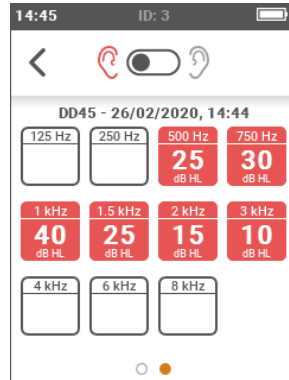 14:45 ID: 3
DD45 - 26/02/2020, 14:44
125 Hz 250 Hz 500 Hz 750 Hz
25 30
dB HL dB HL
1 kHz 1.5 kHz 2 kHz 3 kHz
40 25 15 10
dB HL dB HL dB HL dB HL
4 kHz 6 kHz 8 kHz